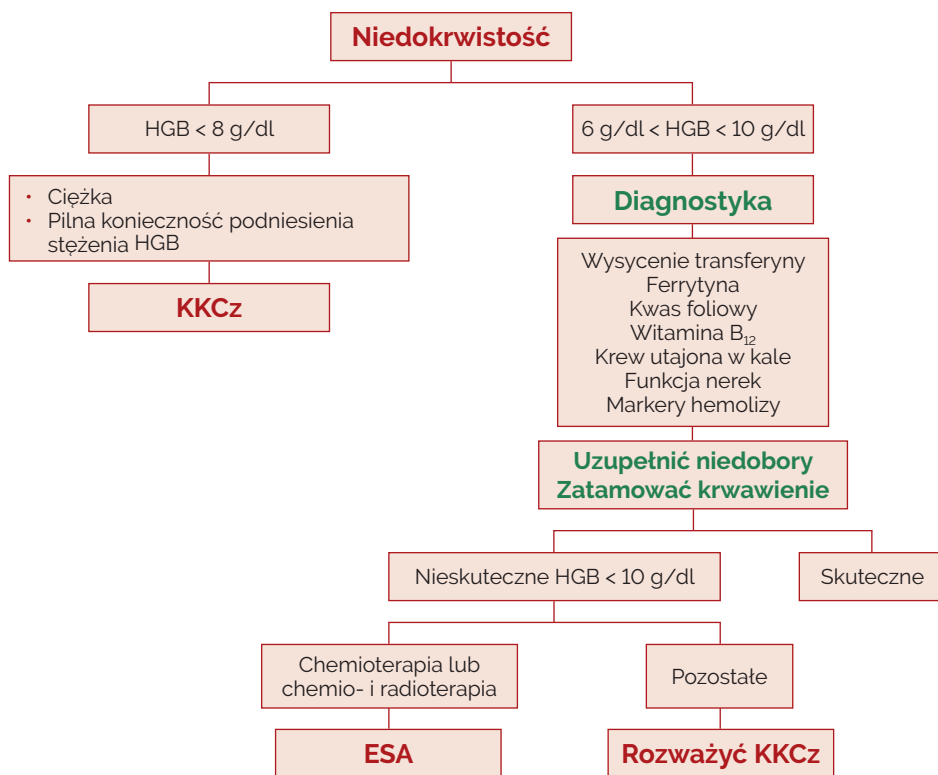 Niedokrwistość
HGB < 8 g/dl
6 g/dl < HGB < 10 g/dl
• Ciężka
• Pilna konieczność podniesienia
stężenia HGB
KKCz
Diagnostyka
Wysycenie transferyny
Ferrytyna
Kwas foliowy
Witamina B₁₂
Krew utajona w kale
Funkcja nerek
Markery hemolizy
Uzupełnić niedobory
Zatamować krwawienie
Nieskuteczne HGB < 10 g/dl
Skuteczne
Chemioterapia lub
chemio- i radioterapia
Pozostałe
ESA
Rozważyć KKCz